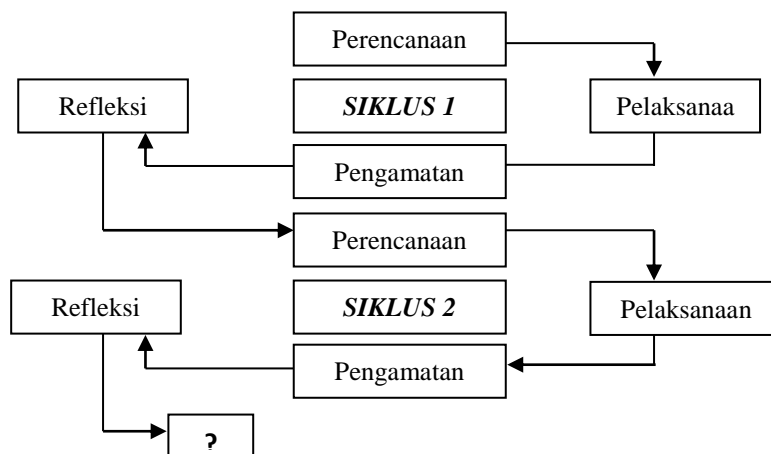 Perencanaan
Refleksi
SIKLUS 1
Pelaksanaa
Pengamatan
Perencanaan
Refleksi
SIKLUS 2
Pelaksanaan
Pengamatan
?